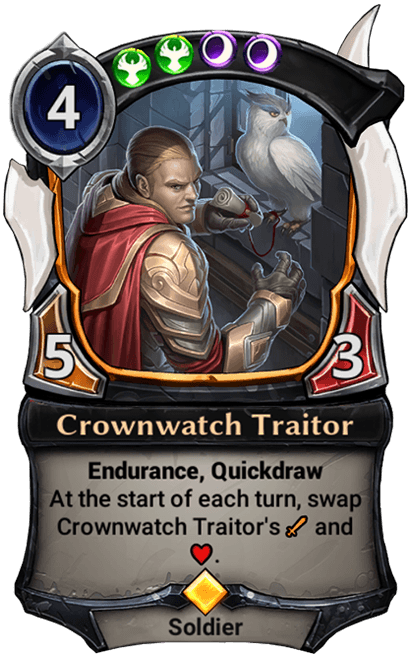 4
5
3
Crownwatch Traitor
Endurance, Quickdraw
At the start of each turn, swap
Crownwatch Traitor's and
.
Soldier